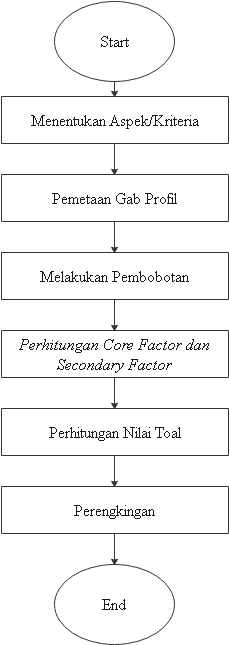 Start
Menentukan Aspek/Kriteria
Pemetaan Gab Profil
Melakukan Pembobotan
Perhitungan Core Factor dan
Secondary Factor
Perhitungan Nilai Toal
Perengkingan
End